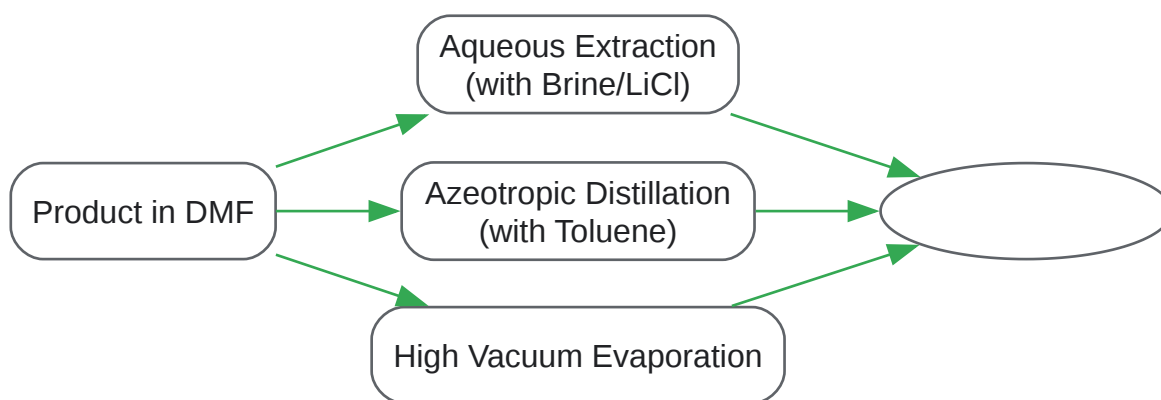 Aqueous Extraction
(with Brine/LiCl)
Product in DMF
Azeotropic Distillation
(with Toluene)
High Vacuum Evaporation